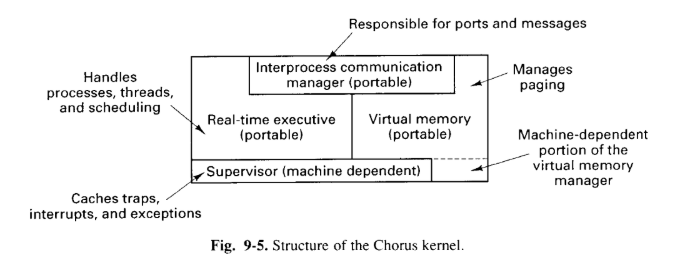 Responsible for ports and messages
Interprocess communication
manager (portable)
Handles
processes, threads,
and scheduling
Manages
paging
Real-time executive
(portable)
Virtual memory
(portable)
Machine-dependent
portion of the
virtual memory
manager
Supervisor (machine dependent)
Caches traps,
interrupts, and exceptions
Fig. 9-5. Structure of the Chorus kernel.